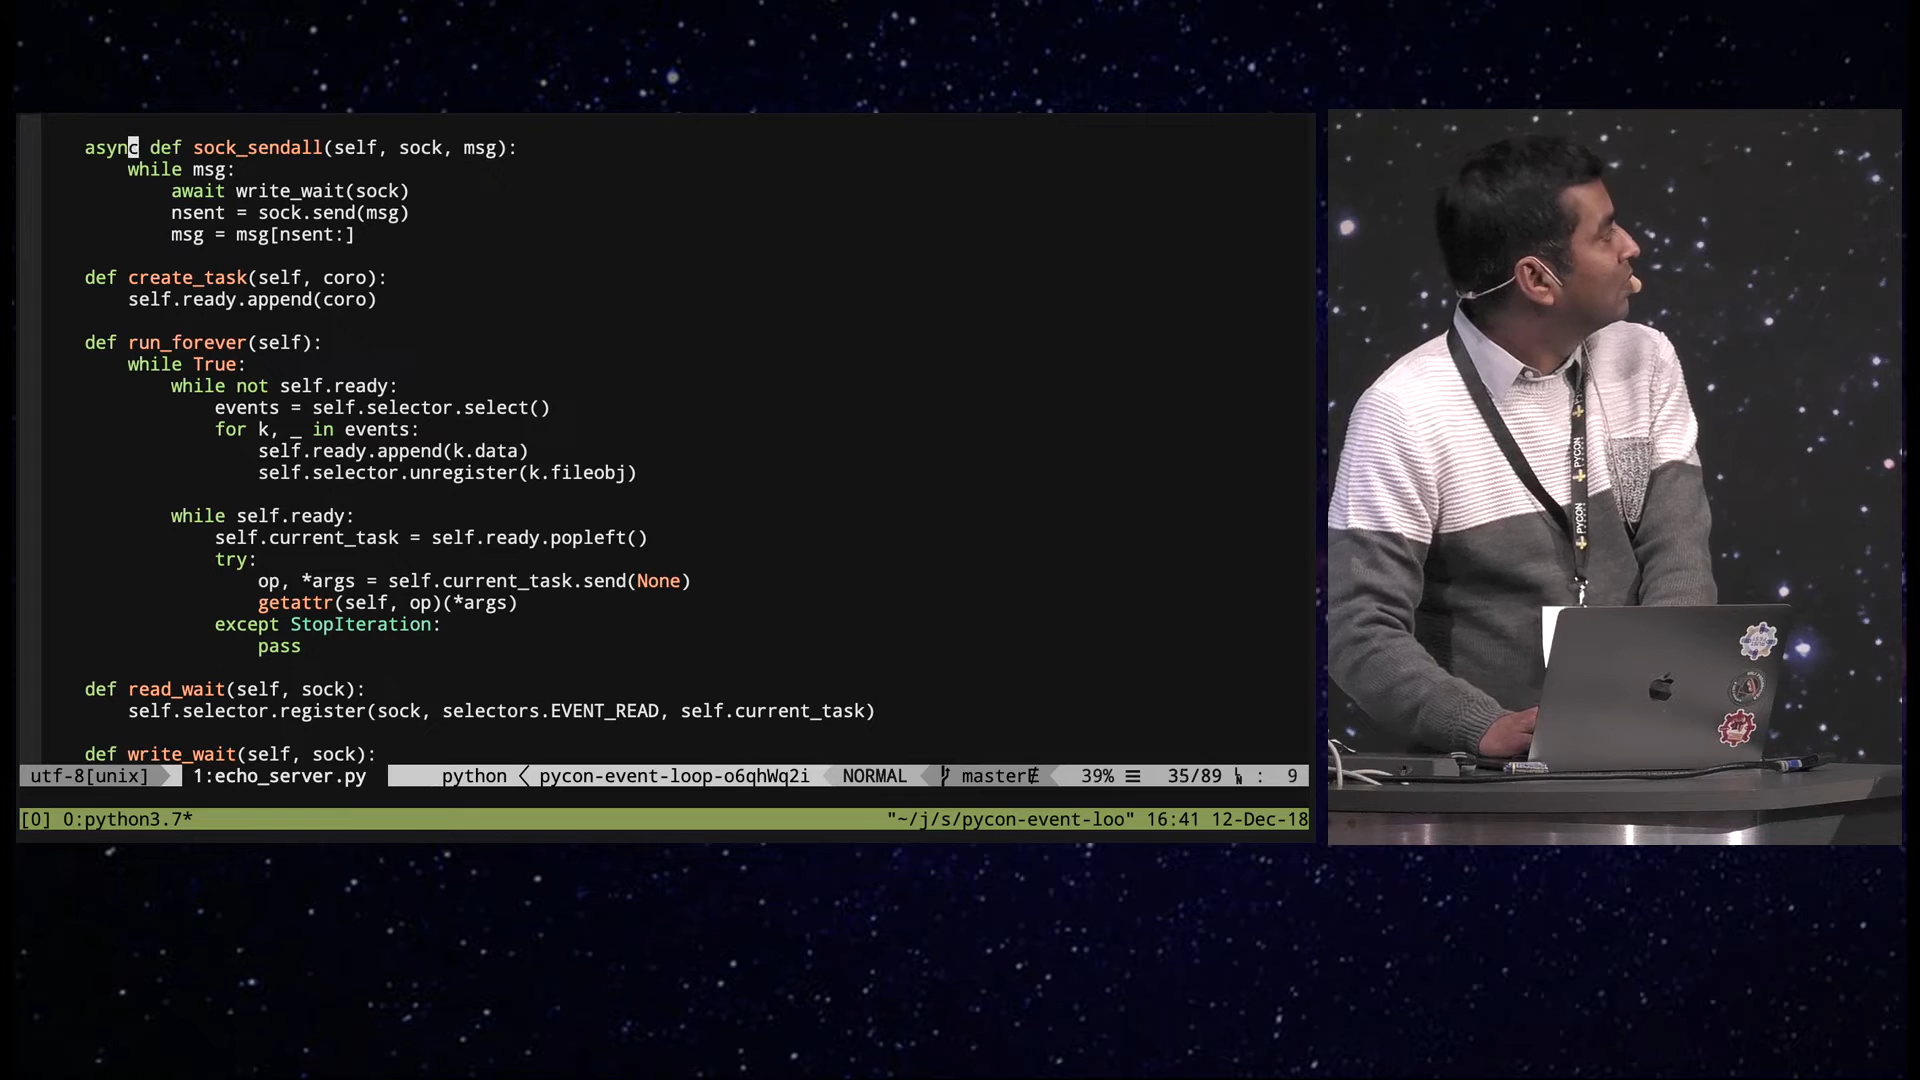 async def sock_sendall(self, sock, msg):
while msg:
await write_wait(sock)
nsent = sock.send(msg)
msg = msg[nsent:]
def create_task(self, coro):
self.ready.append(coro)
def run_forever(self):
while True:
while not self.ready:
events = self.selector.select()
for k, _ in events:
self.ready.append(k.data)
self.selector.unregister(k.fileobj)
while self.ready:
self.current_task = self.ready.popleft()
try:
op, *args = self.current_task.send(None)
getattr(self, op)(*args)
except StopIteration:
pass
def read_wait(self, sock):
self.selector.register(sock, selectors.EVENT_READ, self.current_task)
def write_wait(self, sock):
utf-8[unix] 1:echo_server.py python pycon-event-loop-o6qhWq2i NORMAL master 39% 35/89 : 9
[0] 0:python3.7* "~/j/s/pycon-event-loo" 16:41 12-Dec-18
PYCON
PYCON